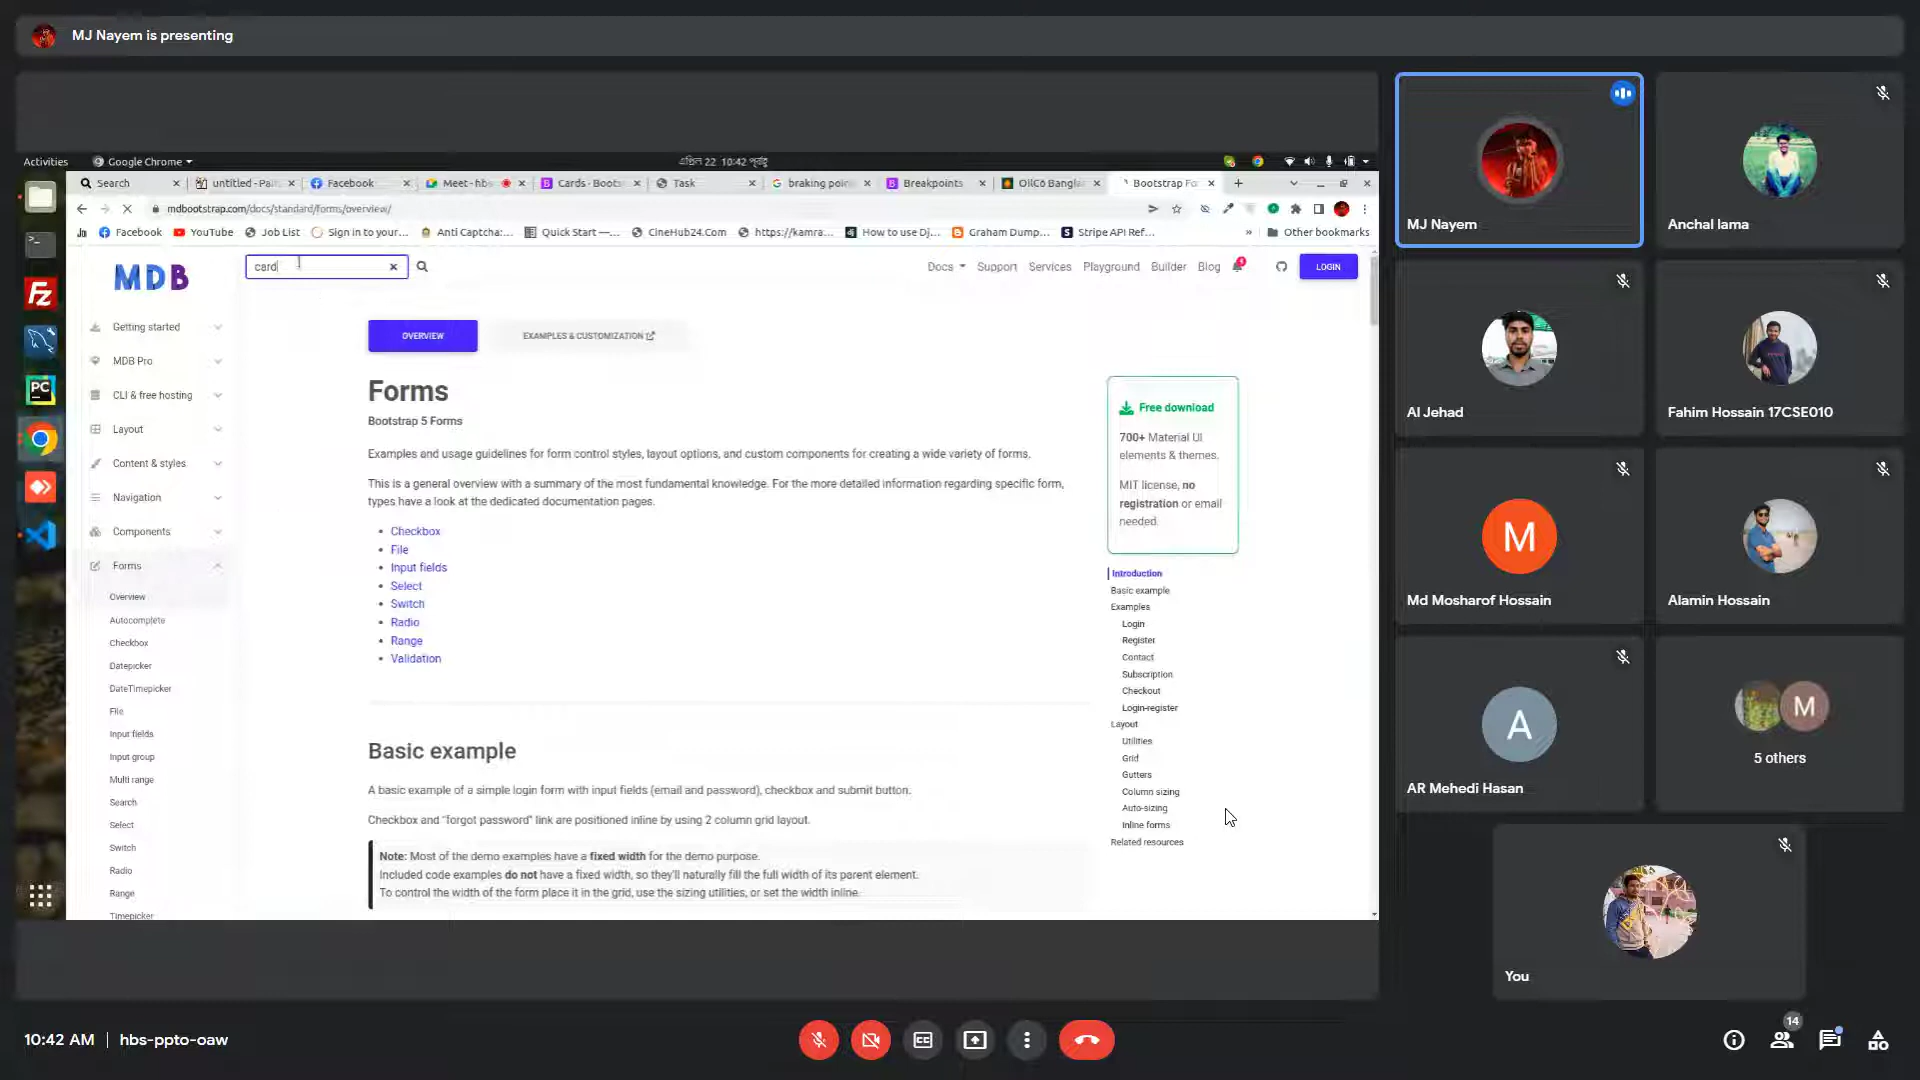 MJ Nayem is presenting
Activities
Google Chrome
এপ্রিল 22 10:42 পূর্বাহ্ণ
Search
untitled - Pai
Facebook
Meet - hbs
Cards · Boots
Task
braking poin
Breakpoints
OilCo Bangla
Bootstrap Fo
mdbootstrap.com/docs/standard/forms/overview/
Facebook
YouTube
Job List
Sign in to your...
Anti Captcha:...
Quick Start —...
CineHub24.Com
https://kamra...
How to use Dj...
Graham Dump...
Stripe API Ref...
»
Other bookmarks
MDB
card
Docs
Support
Services
Playground
Builder
Blog
LOGIN
Getting started
MDB Pro
CLI & free hosting
Layout
Content & styles
Navigation
Components
Forms
Overview
Autocomplete
Checkbox
Datepicker
DateTimepicker
File
Input fields
Input group
Multi range
Search
Select
Switch
Radio
Range
Timepicker
OVERVIEW
EXAMPLES & CUSTOMIZATION
Forms
Bootstrap 5 Forms
Examples and usage guidelines for form control styles, layout options, and custom components for creating a wide variety of forms.
This is a general overview with a summary of the most fundamental knowledge. For the more detailed information regarding specific form,
types have a look at the dedicated documentation pages.
• Checkbox
• File
• Input fields
• Select
• Switch
• Radio
• Range
• Validation
Basic example
A basic example of a simple login form with input fields (email and password), checkbox and submit button.
Checkbox and "forgot password" link are positioned inline by using 2 column grid layout.
Note: Most of the demo examples have a fixed width for the demo purpose.
Included code examples do not have a fixed width, so they'll naturally fill the full width of its parent element.
To control the width of the form place it in the grid, use the sizing utilities, or set the width inline.
Free download
700+ Material UI
elements & themes.
MIT license, no
registration or email
needed.
Introduction
Basic example
Examples
Login
Register
Contact
Subscription
Checkout
Login-register
Layout
Utilities
Grid
Gutters
Column sizing
Auto-sizing
Inline forms
Related resources
Fz
PC
MJ Nayem
Anchal lama
Al Jehad
Fahim Hossain 17CSE010
M
Md Mosharof Hossain
Alamin Hossain
A
AR Mehedi Hasan
M
5 others
You
10:42 AM | hbs-ppto-oaw
CC
14